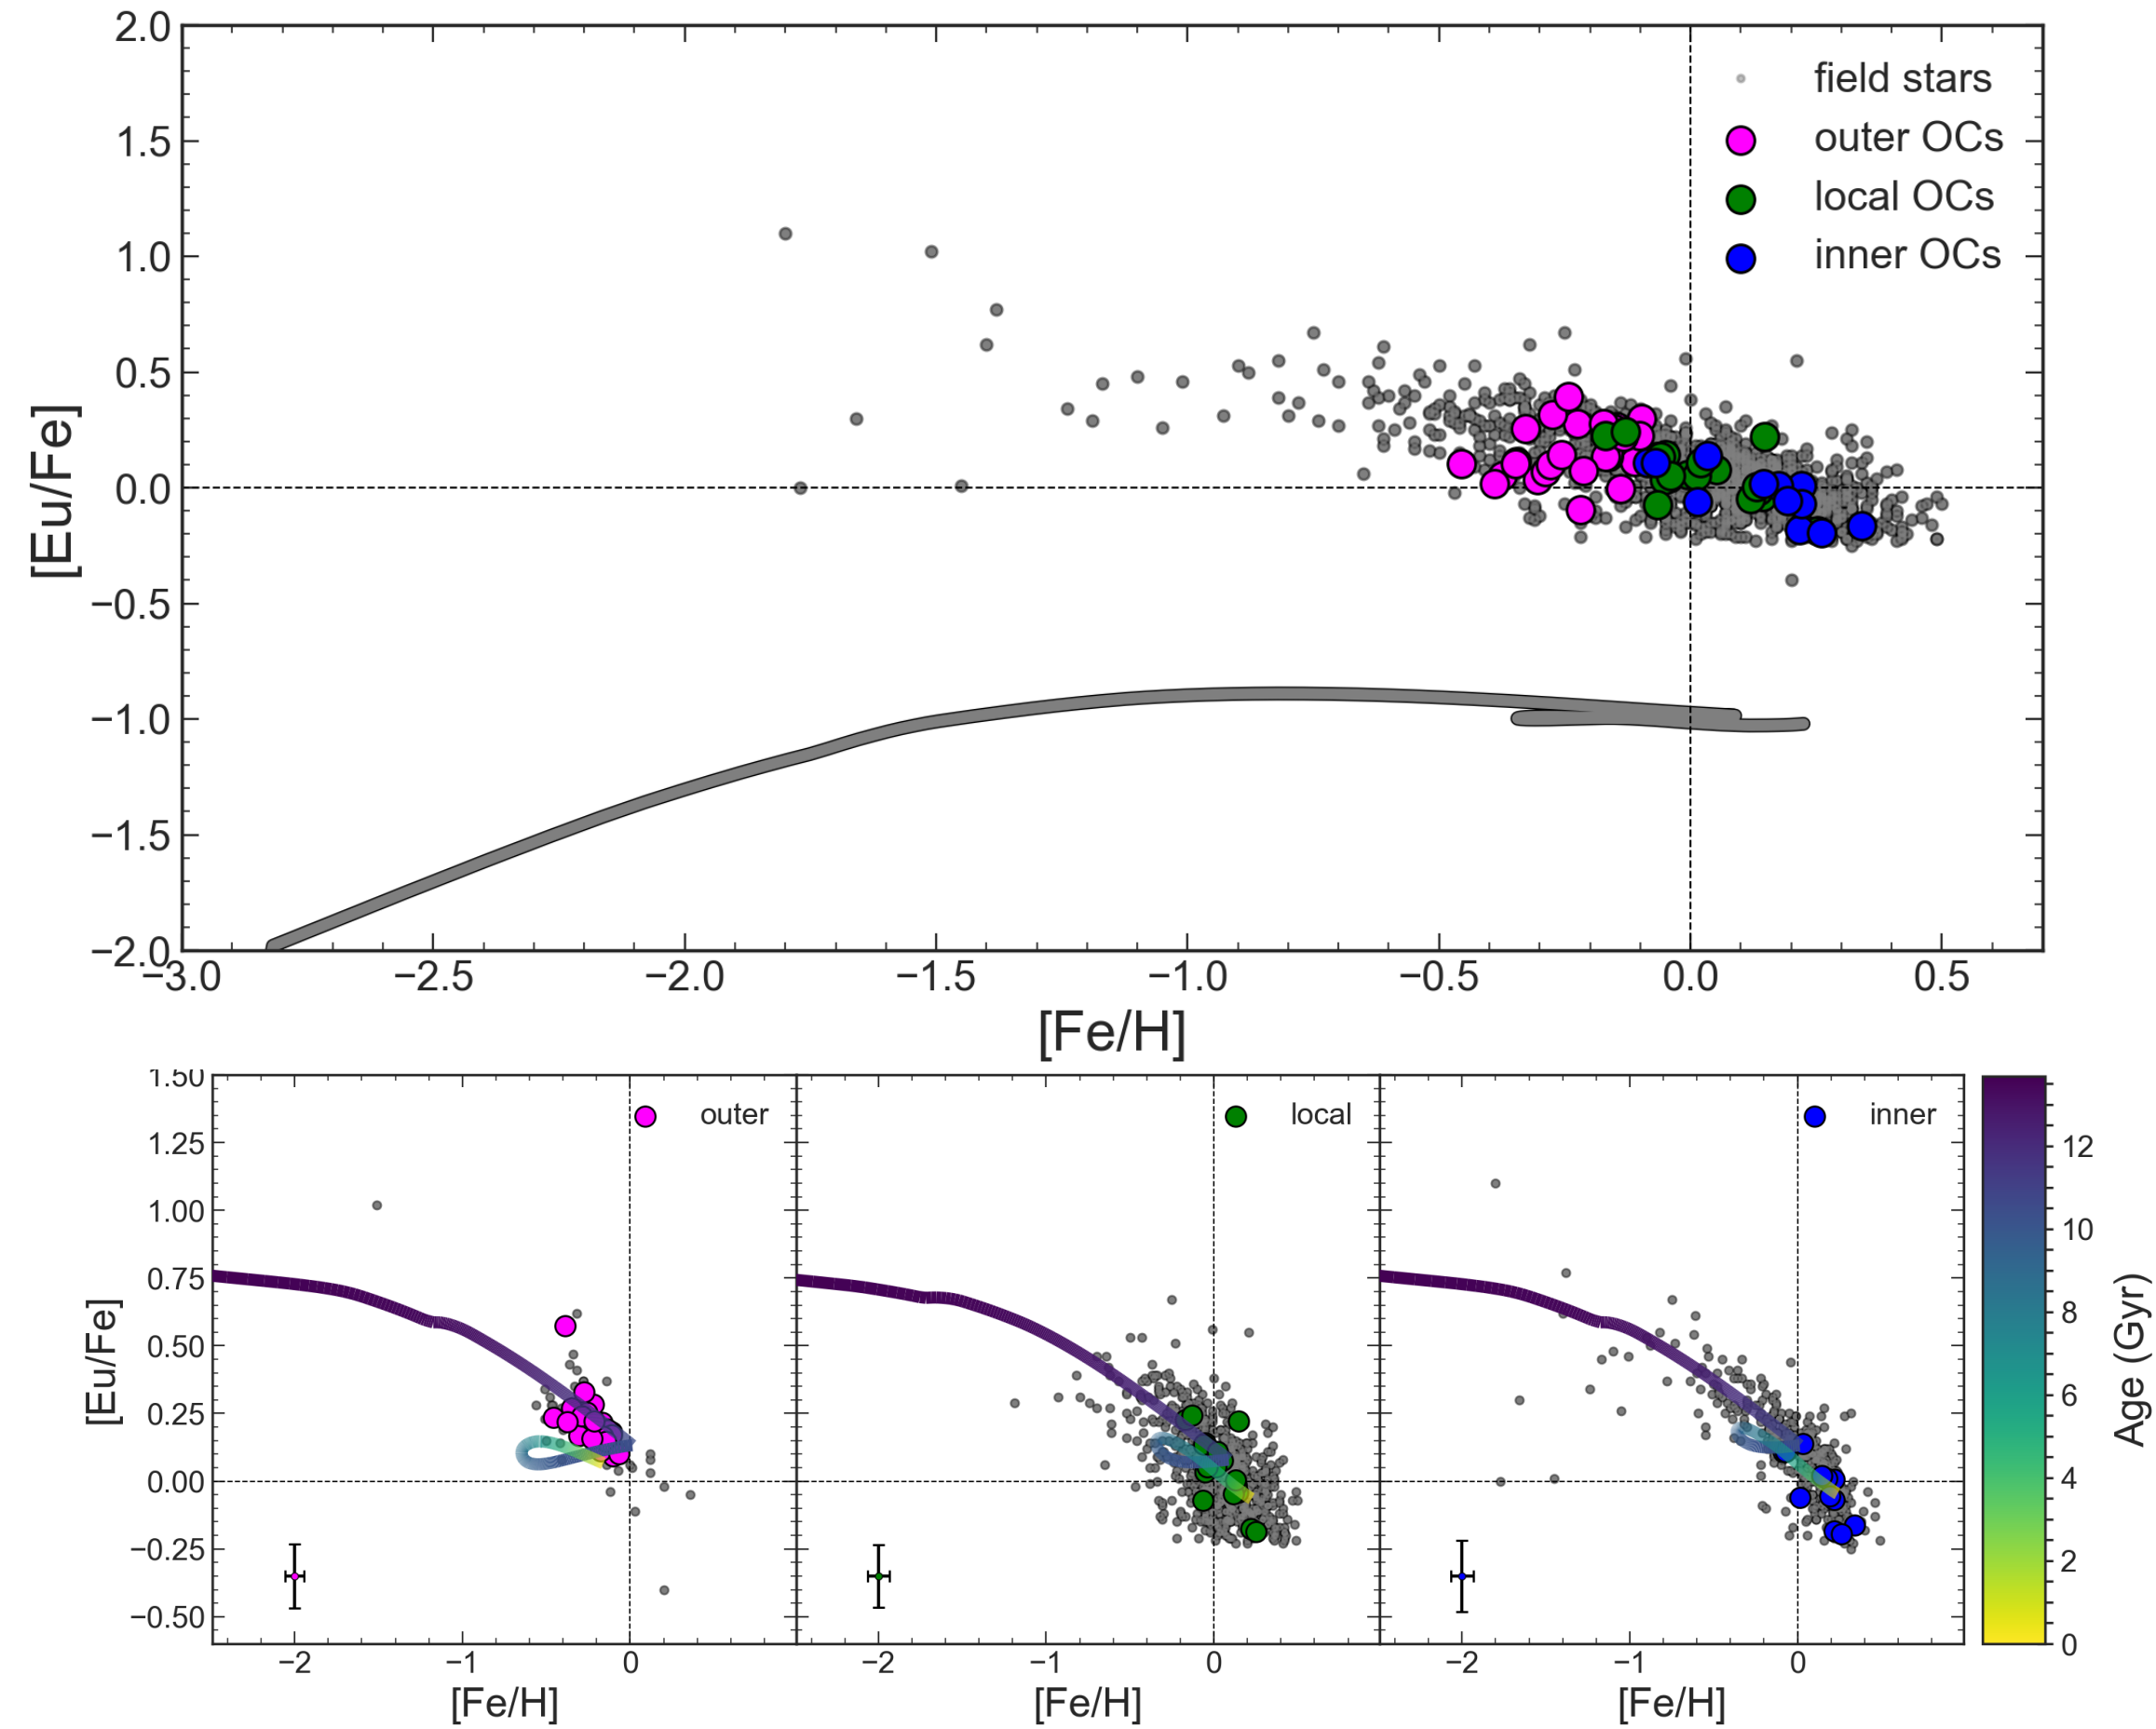 2.0
1.5
1.0
0.5
0.0
−0.5
−1.0
−1.5
−2.0
[Eu/Fe]
field stars
outer OCs
local OCs
inner OCs
−3.0 −2.5 −2.0 −1.5 −1.0 −0.5 0.0 0.5
[Fe/H]
1.50
1.25
1.00
0.75
0.50
0.25
0.00
−0.25
−0.50
[Eu/Fe]
outer
local
inner
−2 −1 0
−2 −1 0
−2 −1 0
[Fe/H]
[Fe/H]
[Fe/H]
12
10
8
6
4
2
0
Age (Gyr)